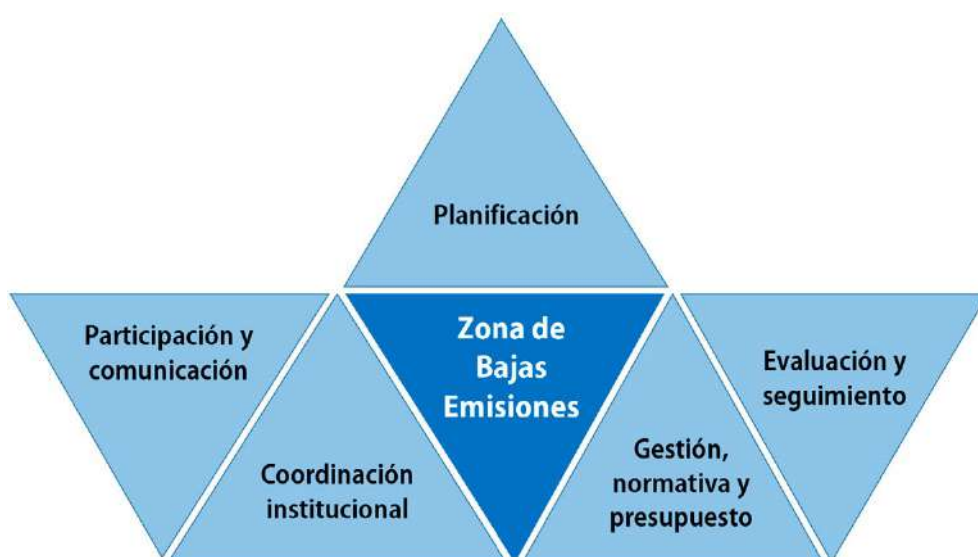 Planificación
Participación y
comunicación
Coordinación
institucional
Zona de
Bajas
Emisiones
Gestión,
normativa y
presupuesto
Evaluación y
seguimiento